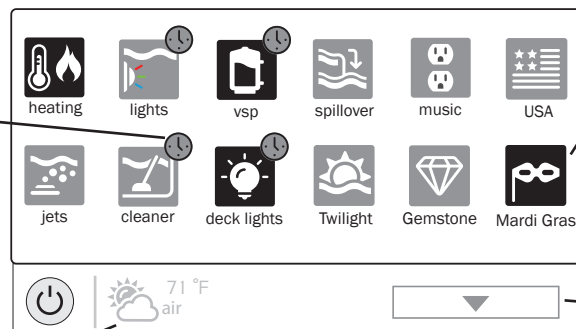 heating lights vsp spillover music USA
jets cleaner deck lights Twilight Gemstone Mardi Gras
71 °F
air